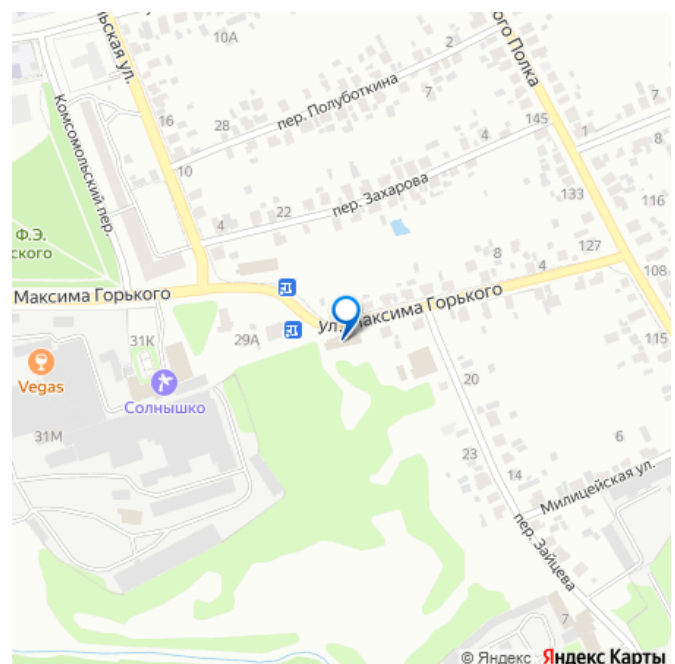 льская ул.
10А
2
ого Полка
Комсомольский пер.
пер. Полуботкина
7
16
28
145
1
7
10
4
пер. Захарова
133
116
22
4
Ф.Э.
ского
8
4
127
108
Максима Горького
ул. Максима Горького
31К
29А
115
Vegas
Солнышко
20
31М
23
6
14
Милицейская ул.
пер. Зайцева
7
© Яндекс Яндекс Карты